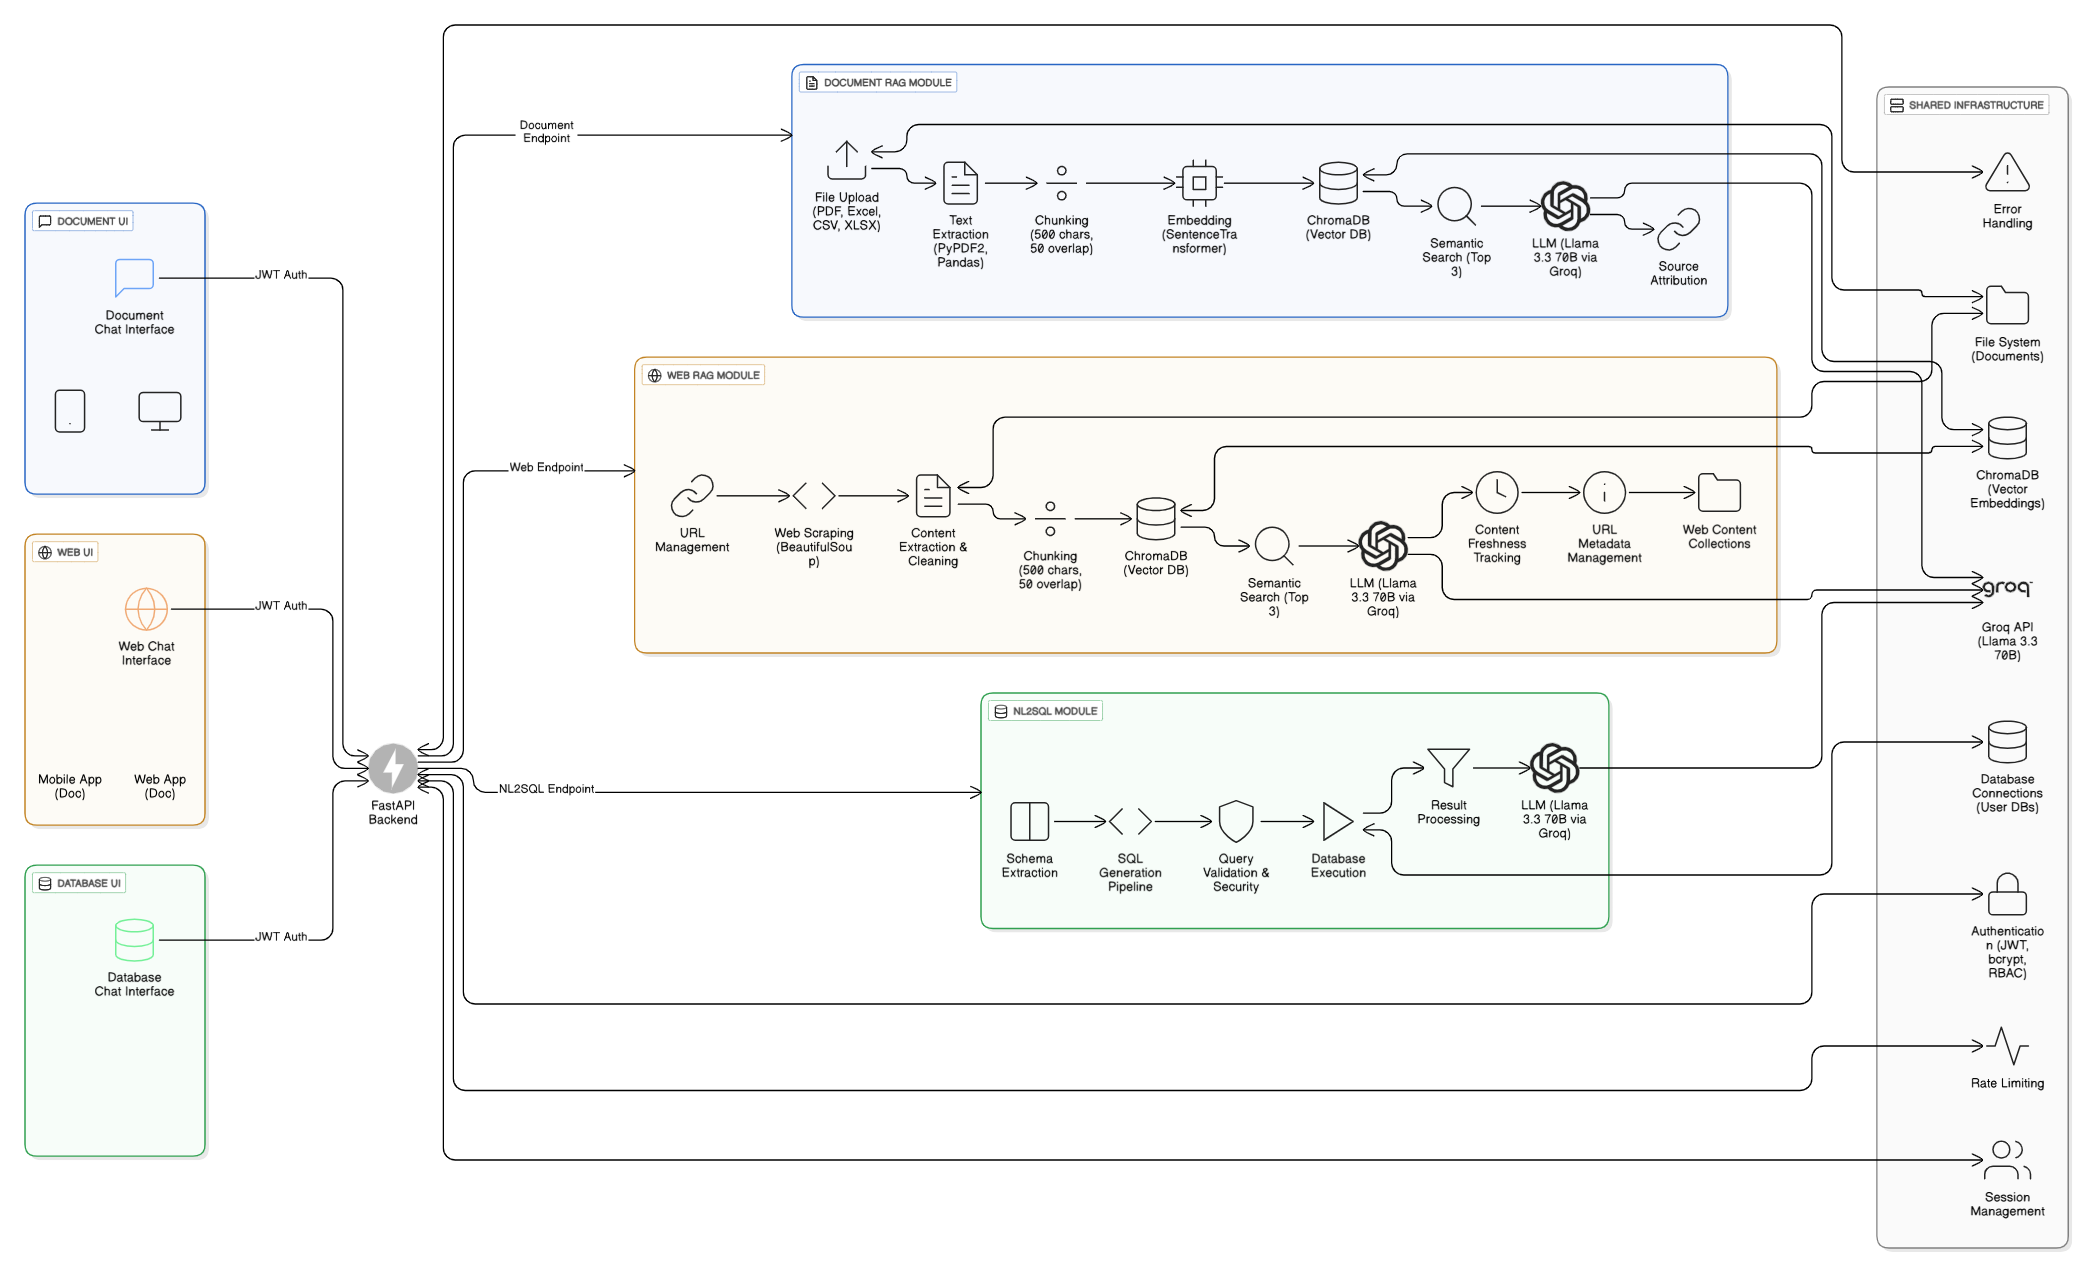 DOCUMENT UI
Document
Chat Interface
JWT Auth
WEB UI
Web Chat
Interface
JWT Auth
Mobile App
(Doc)
Web App
(Doc)
DATABASE UI
Database
Chat Interface
JWT Auth
FastAPI
Backend
Document
Endpoint
Web Endpoint
NL2SQL Endpoint
DOCUMENT RAG MODULE
File Upload
(PDF, Excel,
CSV, XLSX)
Text
Extraction
(PyPDF2,
Pandas)
Chunking
(500 chars,
50 overlap)
Embedding
(SentenceTra
nsformer)
ChromaDB
(Vector DB)
Semantic
Search (Top
3)
LLM (Llama
3.3 70B via
Groq)
Source
Attribution
WEB RAG MODULE
URL
Management
Web Scraping
(BeautifulSou
p)
Content
Extraction &
Cleaning
Chunking
(500 chars,
50 overlap)
ChromaDB
(Vector DB)
Semantic
Search (Top
3)
LLM (Llama
3.3 70B via
Groq)
Content
Freshness
Tracking
URL
Metadata
Management
Web Content
Collections
NL2SQL MODULE
Schema
Extraction
SQL
Generation
Pipeline
Query
Validation &
Security
Database
Execution
Result
Processing
LLM (Llama
3.3 70B via
Groq)
SHARED INFRASTRUCTURE
Error
Handling
File System
(Documents)
ChromaDB
(Vector
Embeddings)
groq
Groq API
(Llama 3.3
70B)
Database
Connections
(User DBs)
Authenticatio
n (JWT,
bcrypt,
RBAC)
Rate Limiting
Session
Management